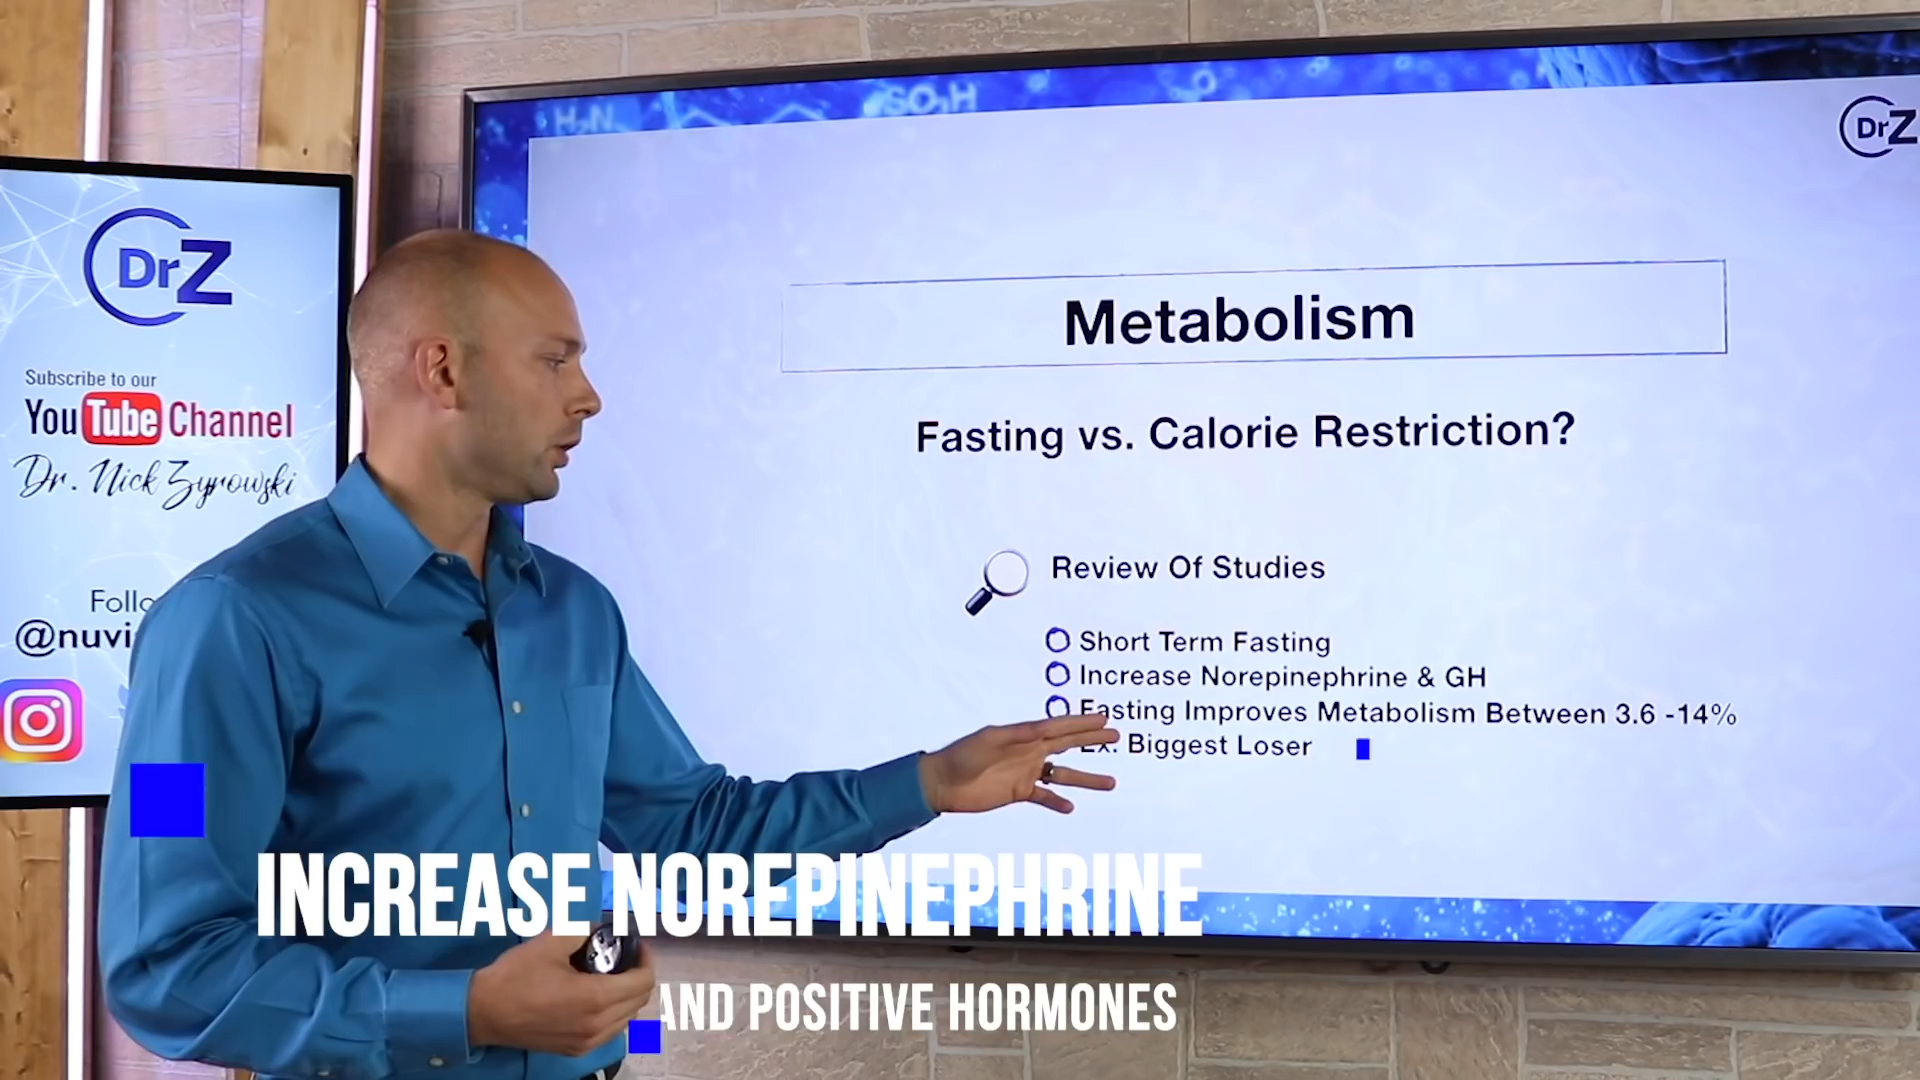 H₂N
SO₃H
O
DrZ
DrZ
Subscribe to our
YouTube Channel
Dr. Nick Zyrowski
@nuvi
Metabolism
Fasting vs. Calorie Restriction?
Review Of Studies
Short Term Fasting
Increase Norepinephrine & GH
Fasting Improves Metabolism Between 3.6 -14%
Ex. Biggest Loser
INCREASE NOREPINEPHRINE
AND POSITIVE HORMONES